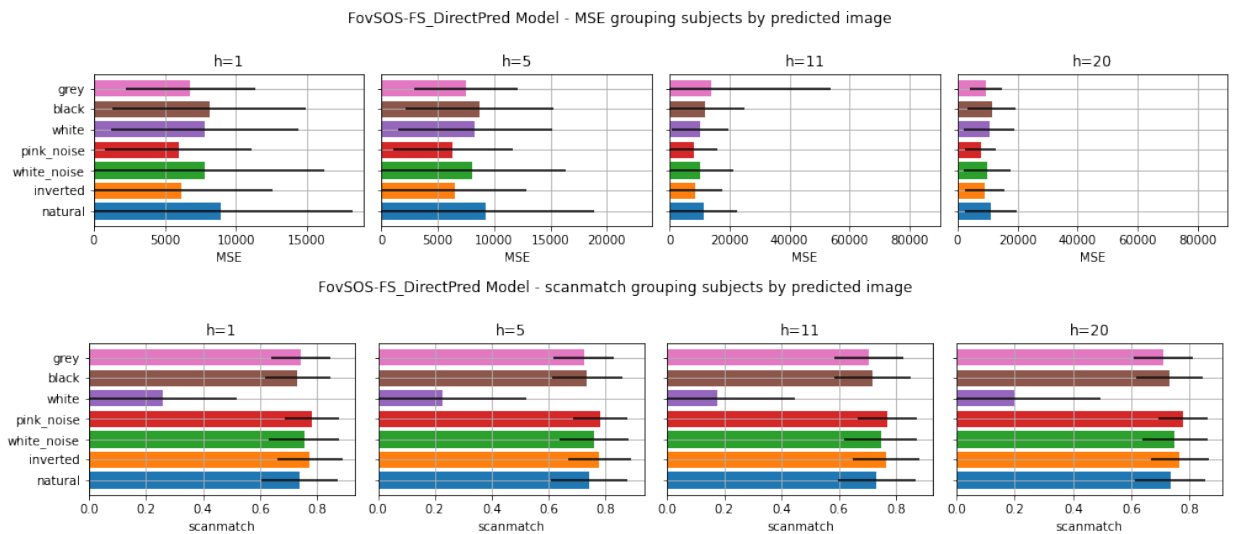 FovSOS-FS_DirectPred Model - MSE grouping subjects by predicted image
h=1 h=5 h=11 h=20
grey
black
white
pink_noise
white_noise
inverted
natural
0 5000 10000 15000 0 5000 10000 15000 20000 0 20000 40000 60000 80000 0 20000 40000 60000 80000
MSE MSE MSE MSE
FovSOS-FS_DirectPred Model - scanmatch grouping subjects by predicted image
h=1 h=5 h=11 h=20
grey
black
white
pink_noise
white_noise
inverted
natural
0.0 0.2 0.4 0.6 0.8 0.0 0.2 0.4 0.6 0.8 0.0 0.2 0.4 0.6 0.8 0.0 0.2 0.4 0.6 0.8
scanmatch scanmatch scanmatch scanmatch